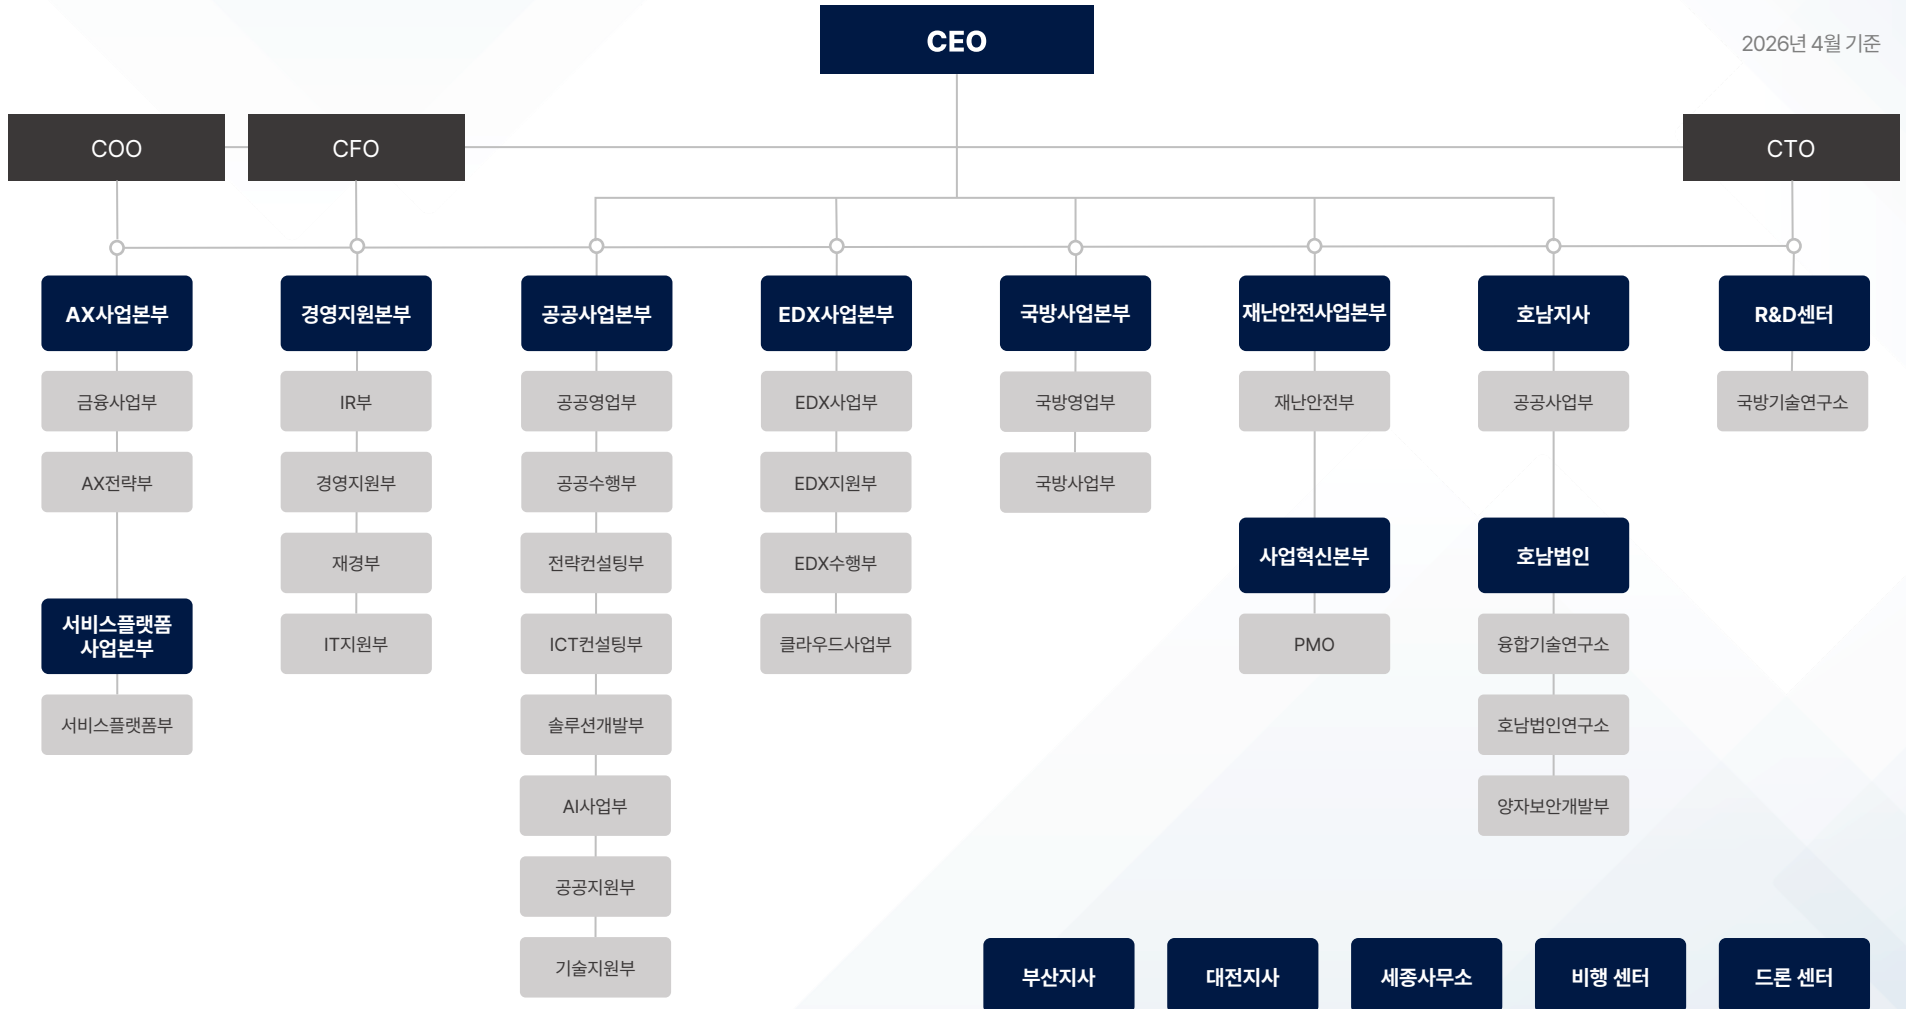 CEO
2026년 4월 기준
COO
CFO
CTO
AX사업본부
경영지원본부
공공사업본부
EDX사업본부
국방사업본부
재난안전사업본부
호남지사
R&D센터
금융사업부
IR부
공공영업부
EDX사업부
국방영업부
재난안전부
공공사업부
국방기술연구소
AX전략부
경영지원부
공공수행부
EDX지원부
국방사업부
재경부
전략컨설팅부
EDX수행부
사업혁신본부
호남법인
서비스플랫폼
사업본부
IT지원부
ICT컨설팅부
클라우드사업부
PMO
융합기술연구소
서비스플랫폼부
솔루션개발부
호남법인연구소
AI사업부
양자보안개발부
공공지원부
기술지원부
부산지사
대전지사
세종사무소
비행 센터
드론 센터